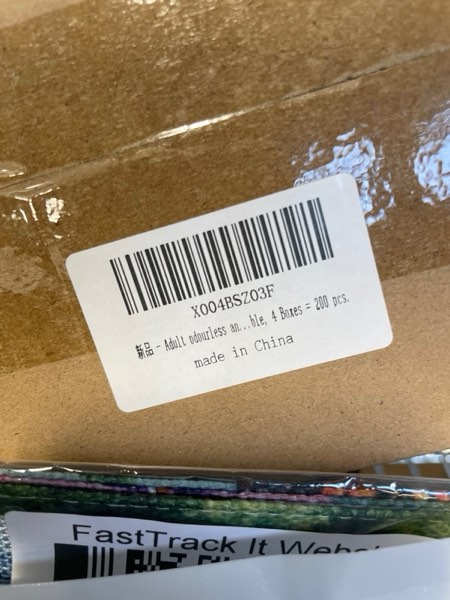 X004BSZ03F
新品 - Adult odourless an...ble, 4 Boxes = 200 pcs.
made in China
FastTrack It